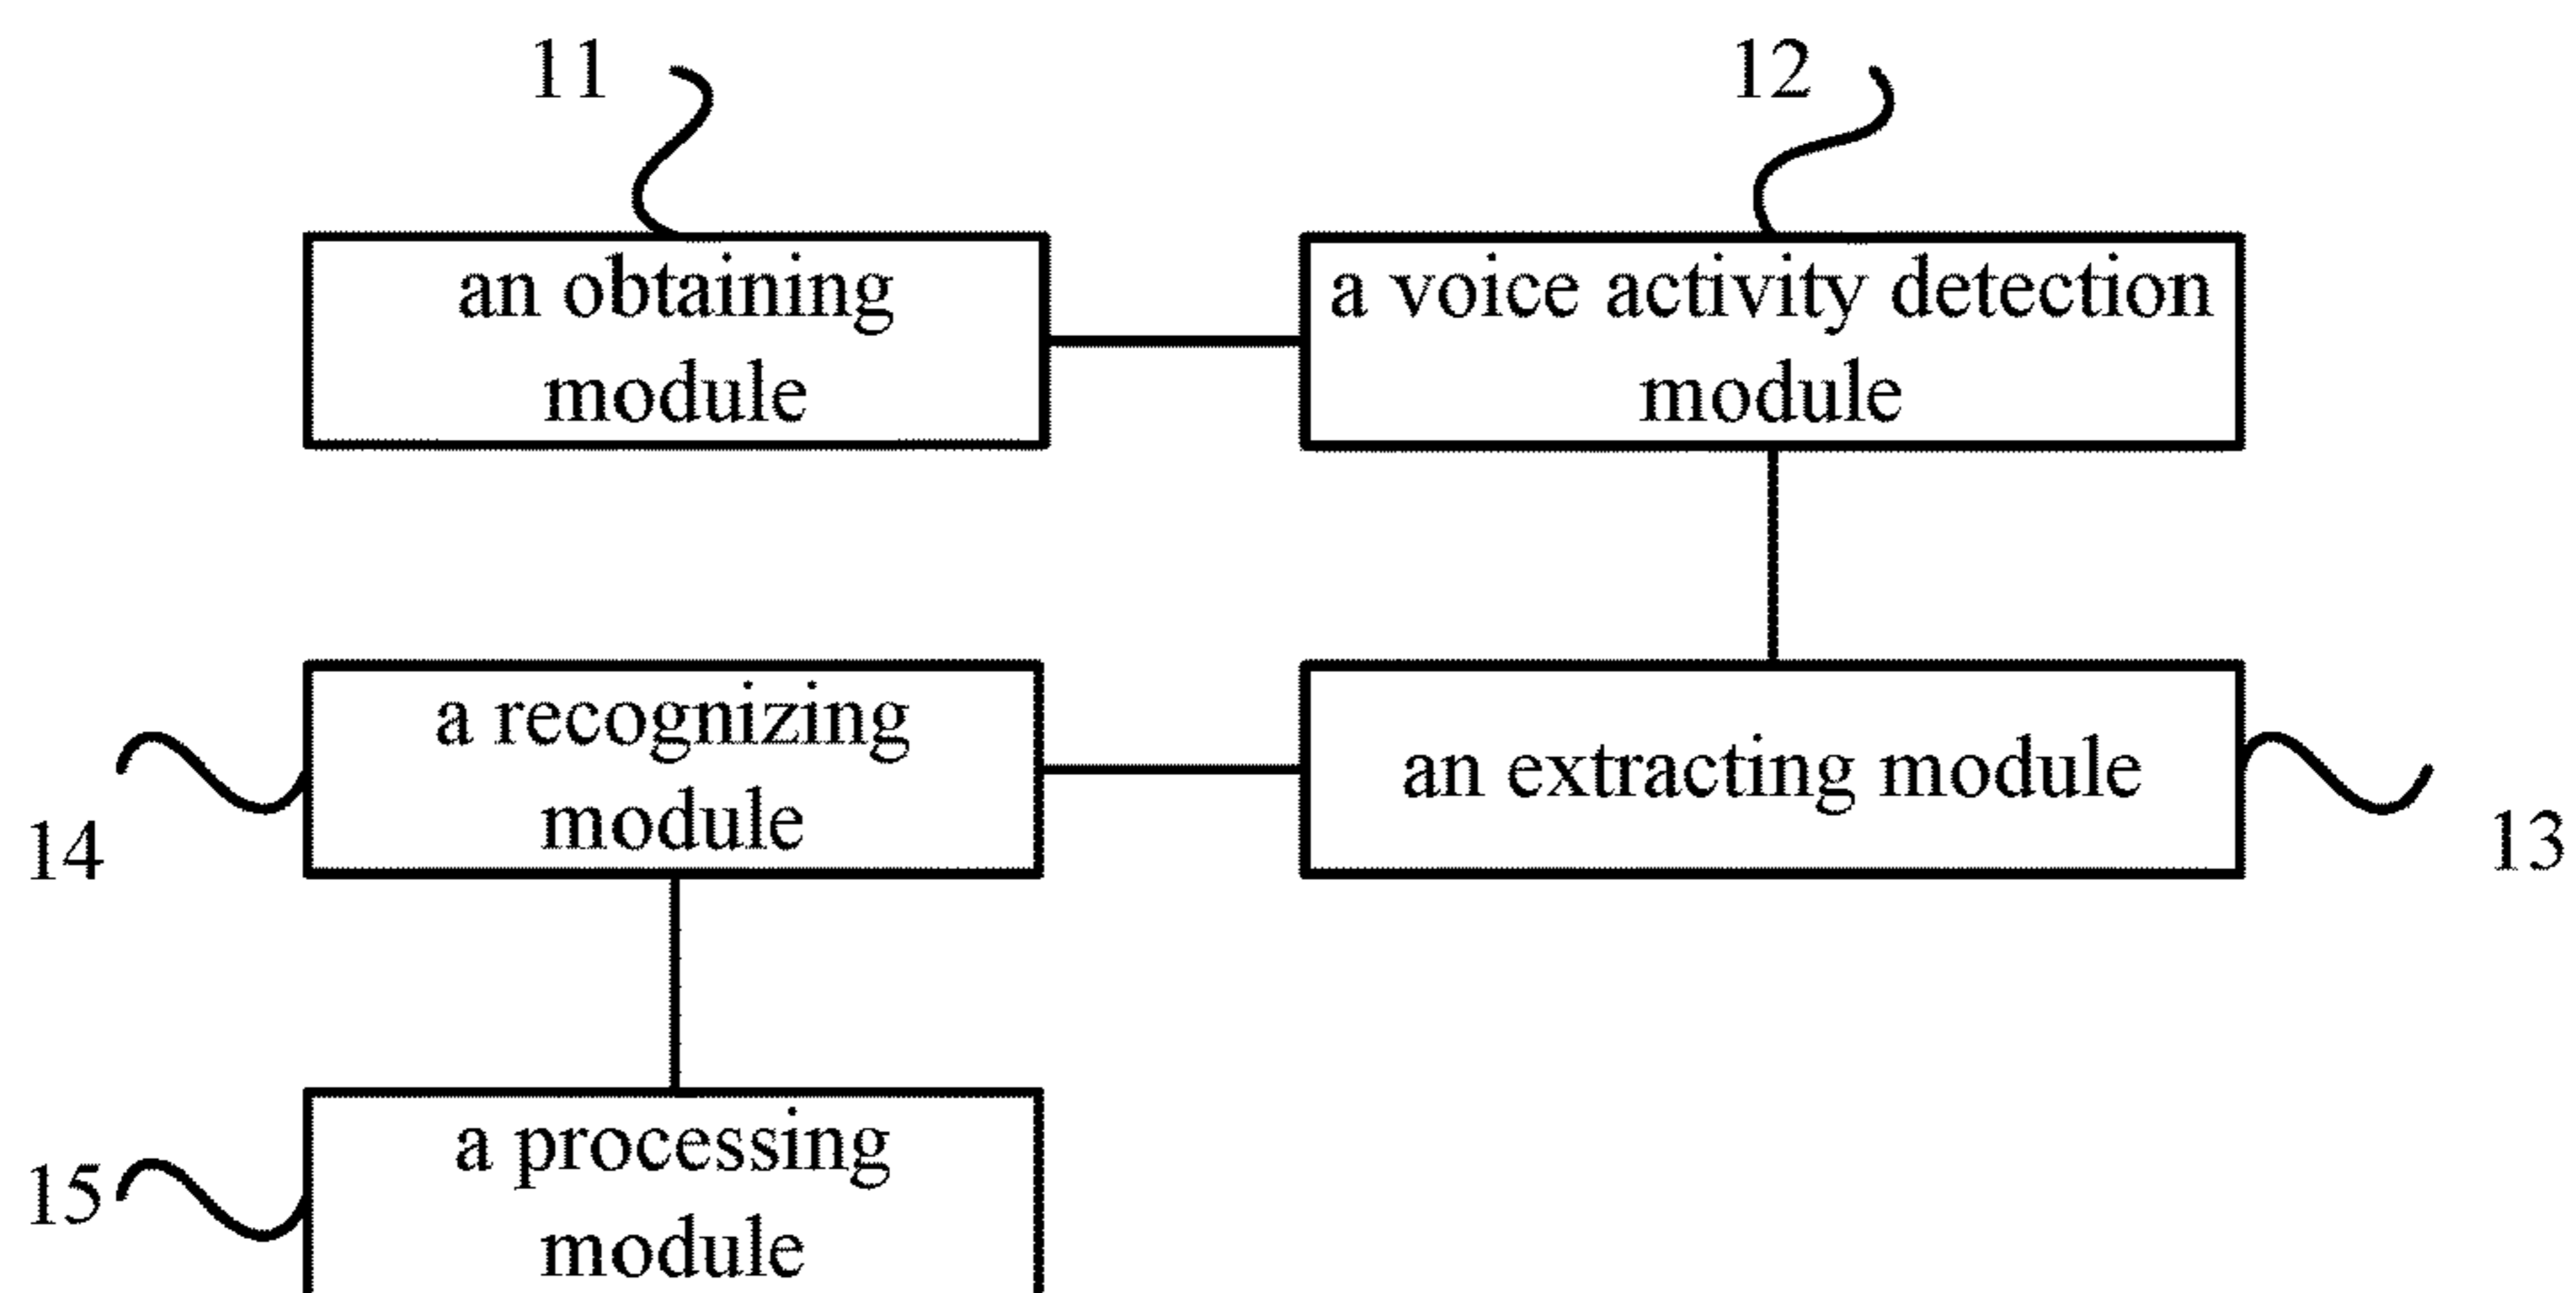 11
12
an obtaining
module
a voice activity detection
module
a recognizing
module
an extracting module
14
13
a processing
module
15